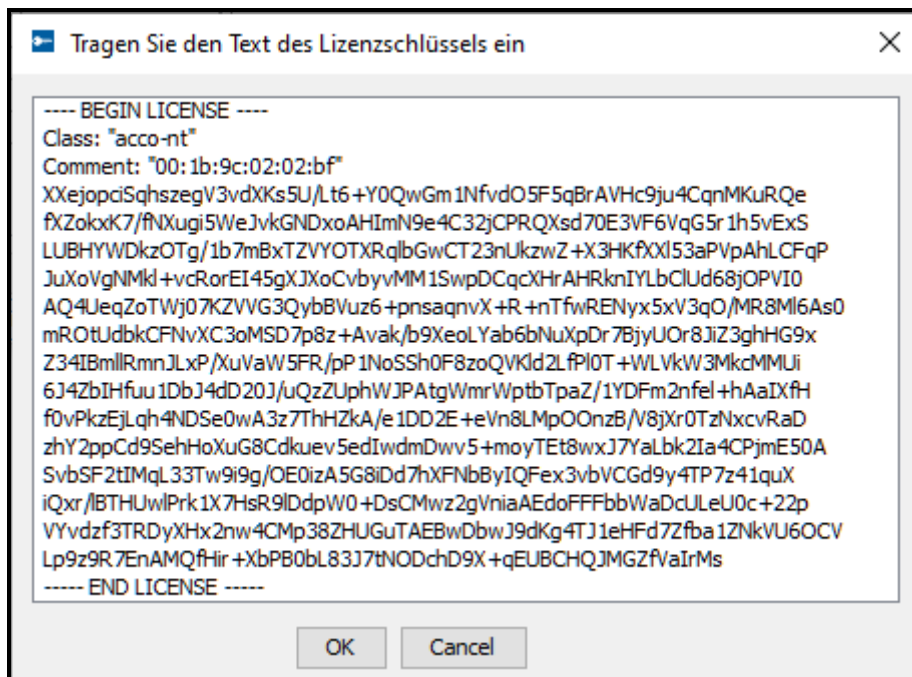 Tragen Sie den Text des Lizenzschlüssels ein
---- BEGIN LICENSE ----
Class: "acco-nt"
Comment: "00:1b:9c:02:02:bf"
XXejopciSqhszegV3vdXKs5U/Lt6+Y0QwGm1NfvdO5F5qBrAVHc9ju4CqnMKuRQe
fXZokxK7/fNXugi5WeJvkGNDxoAHImN9e4C32jCPRQXsd70E3VF6VqG5r1h5vExS
LUBHYWDkzOTg/1b7mBxTZVYOTXRqlbGwCT23nUkzwZ+X3HKfXXl53aPVpAhLCFqP
JuXoVgNMkl+vcRorEI45gXJXoCvbyvMM1SwpDCqcXHrAHRknIYLbClUd68jOPVI0
AQ4UeqZoTWj07KZVVG3QybBVuz6+pnsaqnvX+R+nTfwRENyx5xV3qO/MR8Ml6As0
mROtUdbkCFNvXC3oMSD7p8z+Avak/b9XeoLYab6bNuXpDr7BjyUOr8JiZ3ghHG9x
Z34IBmllRmnJLxP/XuVaW5FR/pP1NoSSh0F8zoQVKld2LfPl0T+WLVkW3MkcMMUi
6J4ZbIHfuu1DbJ4dD20J/uQzZUphWJPAtgWmrWptbTpaZ/1YDFm2nfel+hAaIXfH
f0vPkzEjLqh4NDSe0wA3z7ThHZkA/e1DD2E+eVn8LMpOOnzB/V8jXr0TzNxcvRaD
zhY2ppCd9SehHoXuG8Cdkuev5edIwdmDwv5+moyTEt8wxJ7YaLbk2Ia4CPjmE50A
SvbSF2tIMqL33Tw9i9g/OE0izA5G8iDd7hXFNbByIQFex3vbVCGd9y4TP7z41quX
iQxr/lBTHUwlPrk1X7HsR9lDdpW0+DsCMwz2gVniaAEdoFFFbbWaDcULeU0c+22p
VYvdzf3TRDyXHx2nw4CMp38ZHUGuTAEBwDbwJ9dKg4TJ1eHFd7Zfba1ZNkVU6OCV
Lp9z9R7EnAMQfHir+XbPB0bL83J7tNODchD9X+qEUBCHQJMGZfVaIrMs
----- END LICENSE -----
OK
Cancel